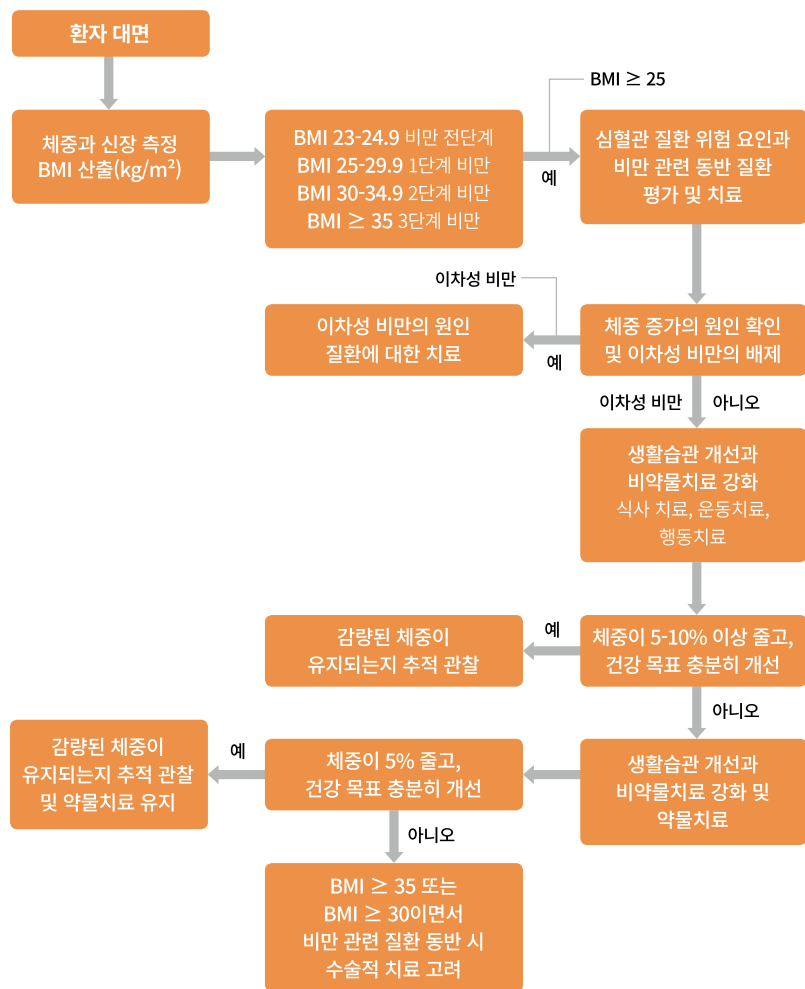 환자 대면
체중과 신장 측정
BMI 산출(kg/m²)
BMI 23-24.9 비만 전단계
BMI 25-29.9 1단계 비만
BMI 30-34.9 2단계 비만
BMI ≥ 35 3단계 비만
BMI ≥ 25
예
심혈관 질환 위험 요인과
비만 관련 동반 질환
평가 및 치료
체중 증가의 원인 확인
및 이차성 비만의 배제
이차성 비만
예
이차성 비만의 원인
질환에 대한 치료
이차성 비만 아니오
생활습관 개선과
비약물치료 강화
식사 치료, 운동치료,
행동치료
체중이 5-10% 이상 줄고,
건강 목표 충분히 개선
예
감량된 체중이
유지되는지 추적 관찰
아니오
생활습관 개선과
비약물치료 강화 및
약물치료
체중이 5% 줄고,
건강 목표 충분히 개선
예
감량된 체중이
유지되는지 추적 관찰
및 약물치료 유지
아니오
BMI ≥ 35 또는
BMI ≥ 30이면서
비만 관련 질환 동반 시
수술적 치료 고려